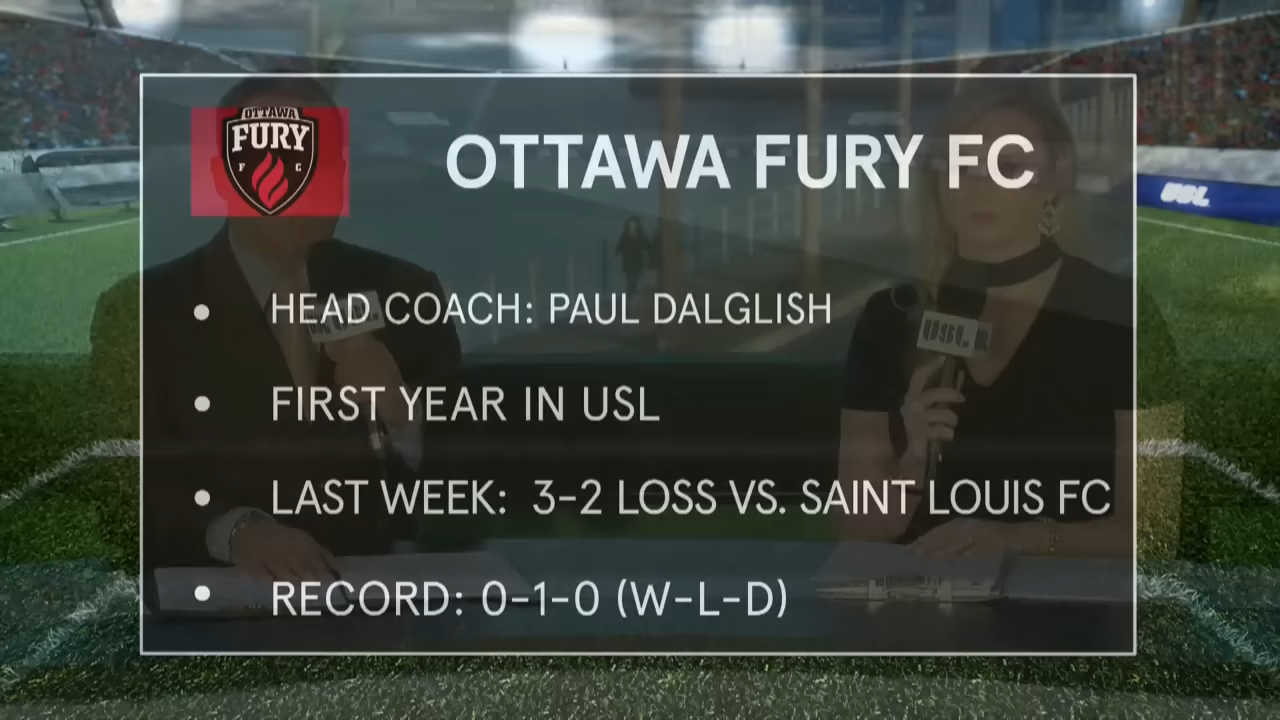 OTTAWA
FURY
F C
OTTAWA FURY FC
USL
HEAD COACH: PAUL DALGLISH
USL
FIRST YEAR IN USL
LAST WEEK: 3-2 LOSS VS. SAINT LOUIS FC
RECORD: 0-1-0 (W-L-D)